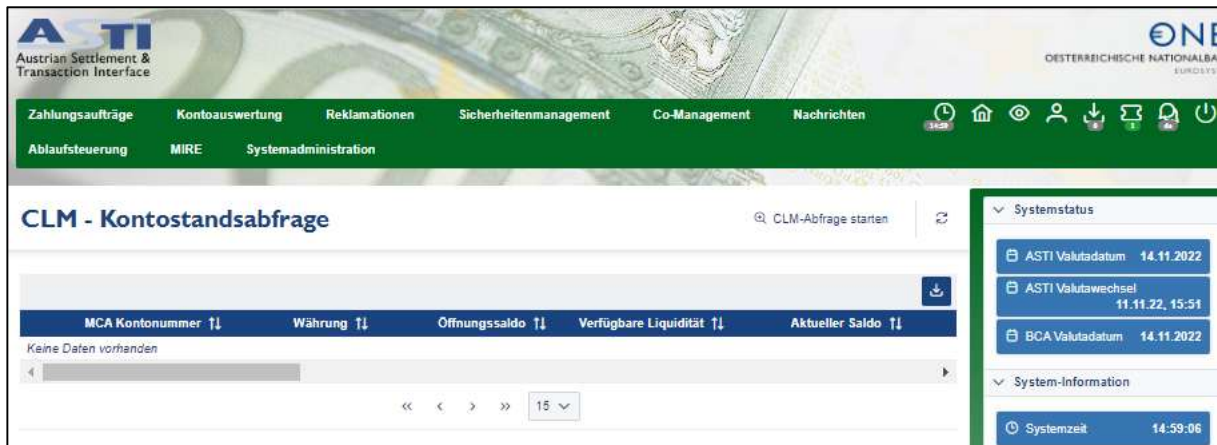 ASTI
Austrian Settlement &
Transaction Interface
ONB
OESTERREICHISCHE NATIONALBA
EUROSYS
Zahlungsaufträge Kontoauswertung Reklamationen Sicherheitenmanagement Co-Management Nachrichten
14:59
Ablaufsteuerung MIRE Systemadministration
CLM - Kontostandsabfrage
CLM-Abfrage starten
MCA Kontonummer Währung Öffnungssaldo Verfügbare Liquidität Aktueller Saldo
Keine Daten vorhanden
15
Systemstatus
ASTI Valutadatum 14.11.2022
ASTI Valutawechsel
11.11.22, 15:51
BCA Valutadatum 14.11.2022
System-Information
Systemzeit 14:59:06